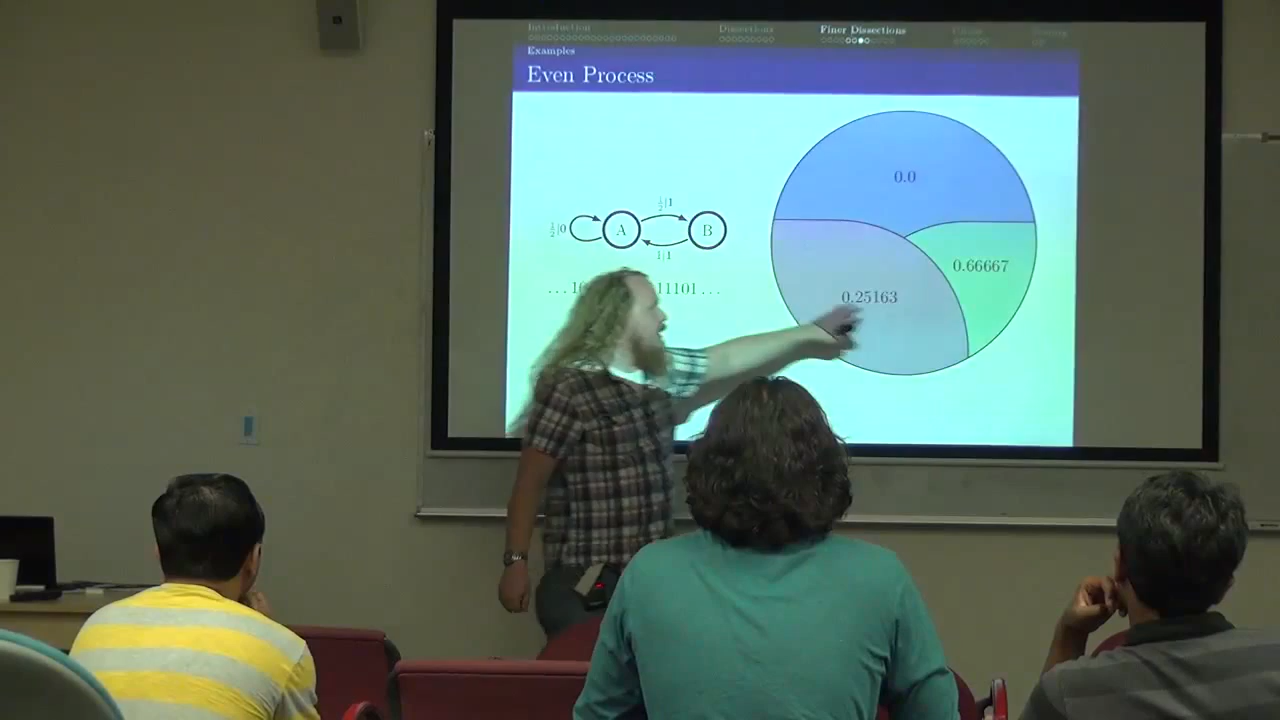 Introduction
Dissections
Finer Dissections
Examples
Even Process
0.0
½|1
½|0
A
B
1|1
0.66667
0.25163
11101...